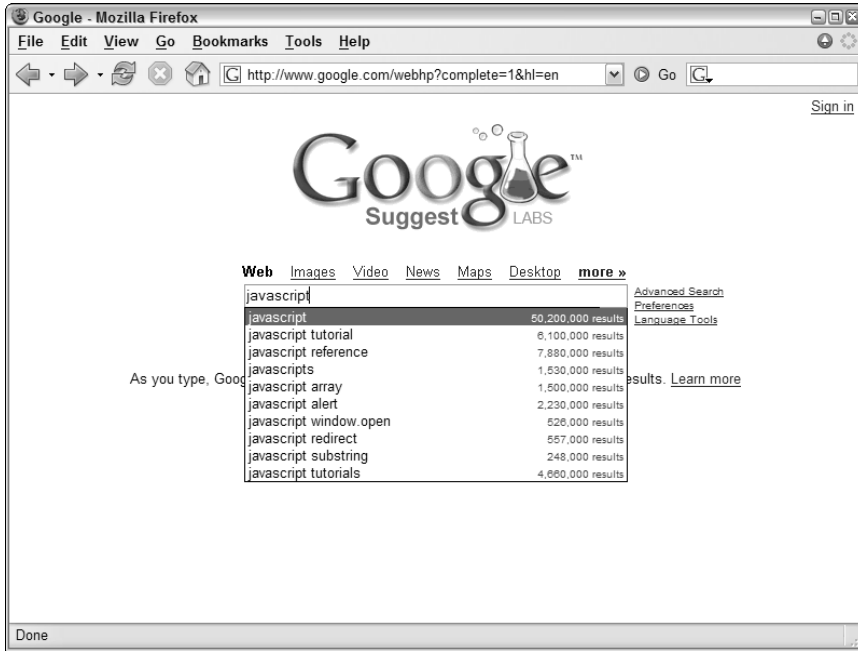 Google - Mozilla Firefox
File Edit View Go Bookmarks Tools Help
G http://www.google.com/webhp?complete=1&hl=en Go G
Sign in
Google™
Suggest LABS
Web Images Video News Maps Desktop more »
javascript
Advanced Search
Preferences
Language Tools
javascript 50,200,000 results
javascript tutorial 6,100,000 results
javascript reference 7,880,000 results
javascripts 1,530,000 results
javascript array 1,500,000 results
javascript alert 2,230,000 results
javascript window.open 526,000 results
javascript redirect 557,000 results
javascript substring 248,000 results
javascript tutorials 4,660,000 results
As you type, Goog esults. Learn more
Done